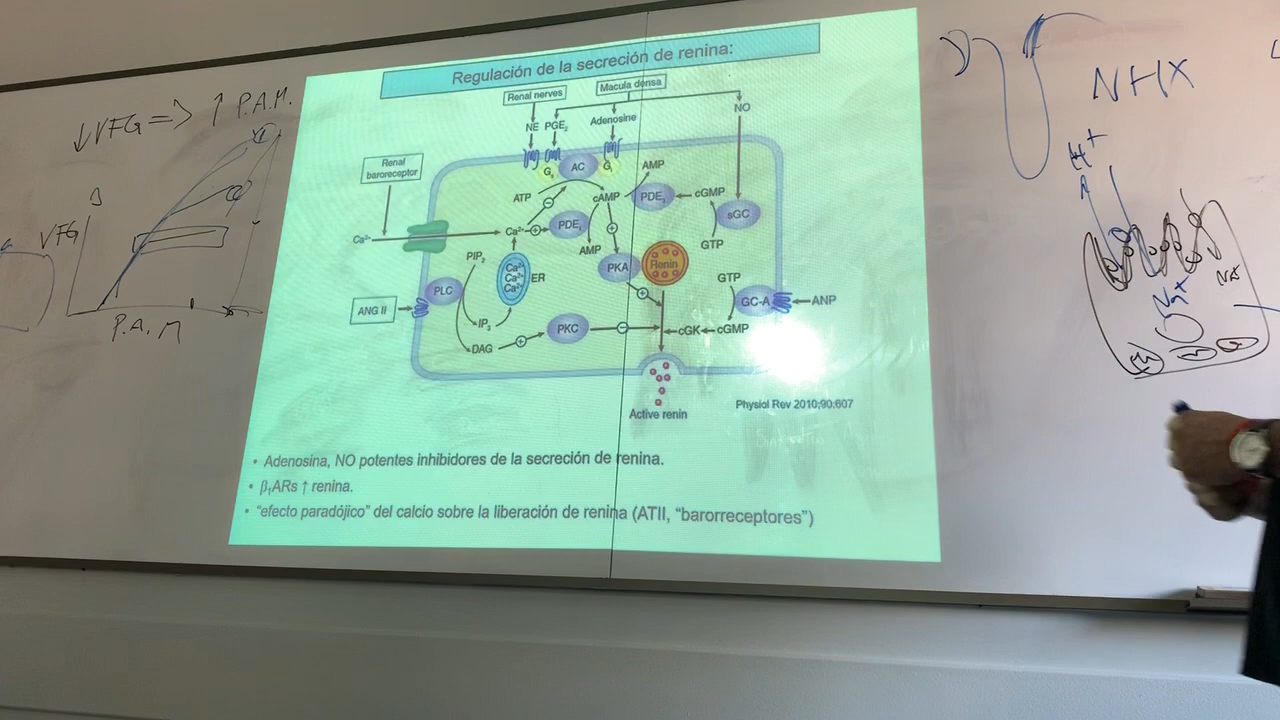 Regulación de la secreción de renina:
Renal nerves
Macula densa
NE PGE₂
Adenosine
NO
Renal
baroreceptor
Gₛ
AC
Gᵢ
AMP
ATP
cAMP
PDE₃
cGMP
sGC
Ca²⁺
Ca²⁺
PDE₁
AMP
GTP
PIP₂
Ca²⁺
Ca²⁺
Ca²⁺
ER
PKA
Renin
GTP
PLC
ANG II
GC-A
ANP
IP₃
PKC
cGK
cGMP
DAG
Active renin
Physiol Rev 2010;90:607
• Adenosina, NO potentes inhibidores de la secreción de renina.
• β₁ARs ↑ renina.
• “efecto paradójico” del calcio sobre la liberación de renina (ATII, “barorreceptores”)
↓VFG => ↑ P.A.M.
VFG
P.A.M
NHX
H⁺
Na⁺